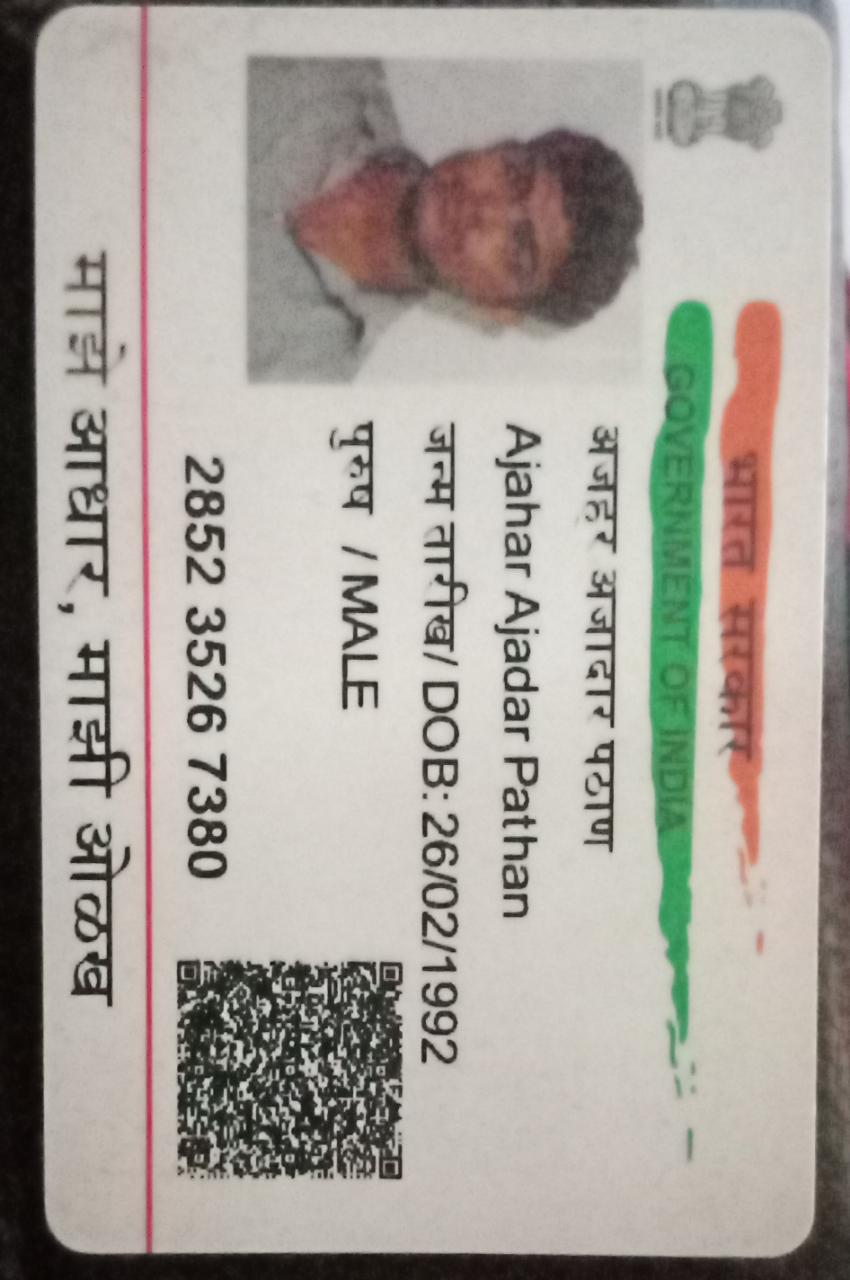 भारत सरकार
GOVERNMENT OF INDIA
अजहर अजादार पठाण
Ajahar Ajadar Pathan
जन्म तारीख/ DOB: 26/02/1992
पुरुष / MALE
2852 3526 7380
माझे आधार, माझी ओळख